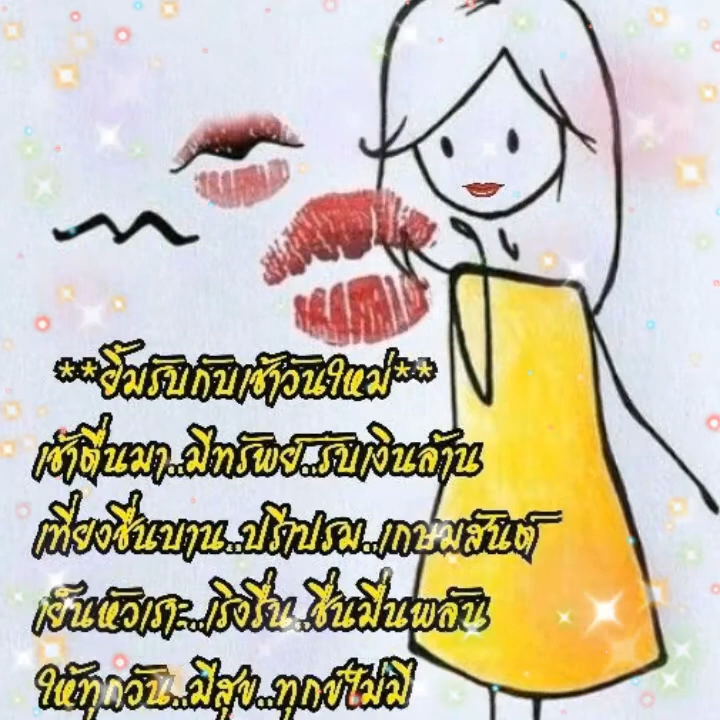 **ยิ้มรับกับเช้าวันใหม่**
เช้าตื่นมา..มีทรัพย์..รับเงินล้าน
เที่ยงชื่นบาน..ปรีาปรม..เกษมสันต์
เย็นหัวเราะ..เริงรื่น..ชื่นมื่นพลัน
ให้ทุกวัน..มีสุข..ทุกข์ไม่มี